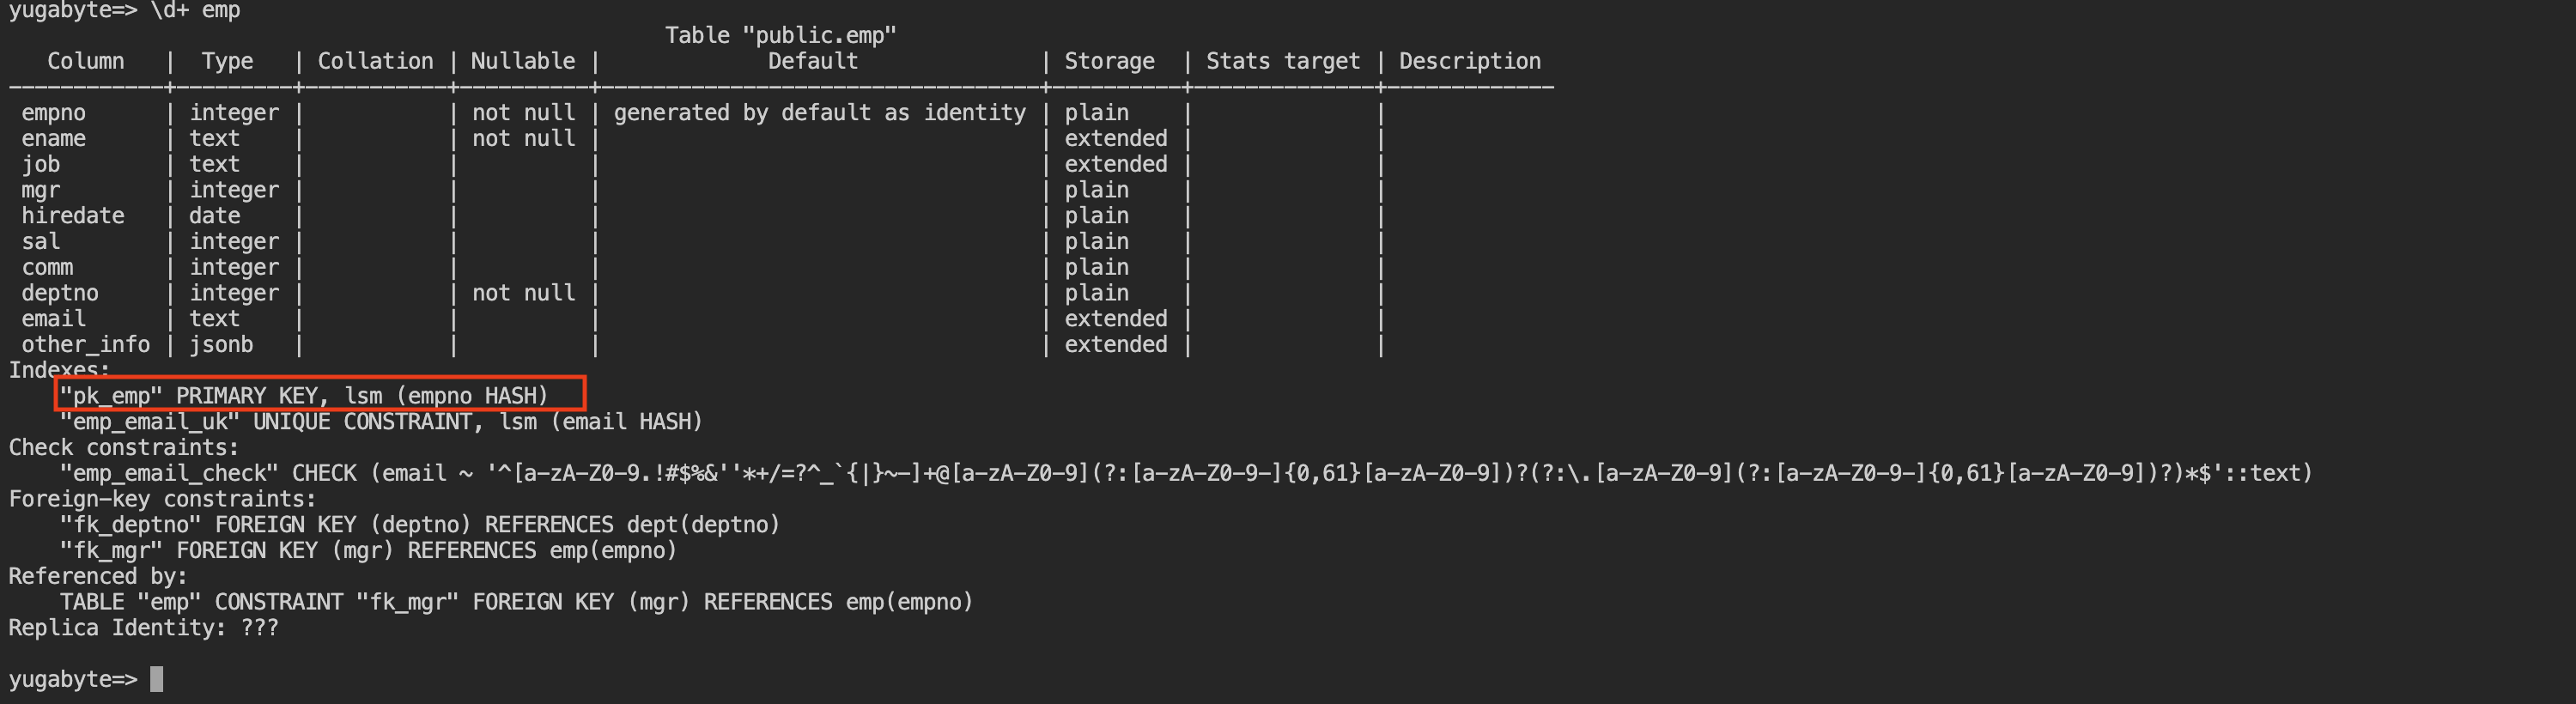 yugabyte=> \d+ emp
Table "public.emp"
Column | Type | Collation | Nullable | Default | Storage | Stats target | Description
------------+---------+-----------+----------+----------------------------------+----------+--------------+-------------
empno | integer | | not null | generated by default as identity | plain | |
ename | text | | not null | | extended | |
job | text | | | | extended | |
mgr | integer | | | | plain | |
hiredate | date | | | | plain | |
sal | integer | | | | plain | |
comm | integer | | | | plain | |
deptno | integer | | not null | | plain | |
email | text | | | | extended | |
other_info | jsonb | | | | extended | |
Indexes:
"pk_emp" PRIMARY KEY, lsm (empno HASH)
"emp_email_uk" UNIQUE CONSTRAINT, lsm (email HASH)
Check constraints:
"emp_email_check" CHECK (email ~ '^[a-zA-Z0-9.!#$%&''*+/=?^_`{|}~-]+@[a-zA-Z0-9](?:[a-zA-Z0-9-]{0,61}[a-zA-Z0-9])?(?:\.[a-zA-Z0-9](?:[a-zA-Z0-9-]{0,61}[a-zA-Z0-9])?)*$'::text)
Foreign-key constraints:
"fk_deptno" FOREIGN KEY (deptno) REFERENCES dept(deptno)
"fk_mgr" FOREIGN KEY (mgr) REFERENCES emp(empno)
Referenced by:
TABLE "emp" CONSTRAINT "fk_mgr" FOREIGN KEY (mgr) REFERENCES emp(empno)
Replica Identity: ???
yugabyte=>